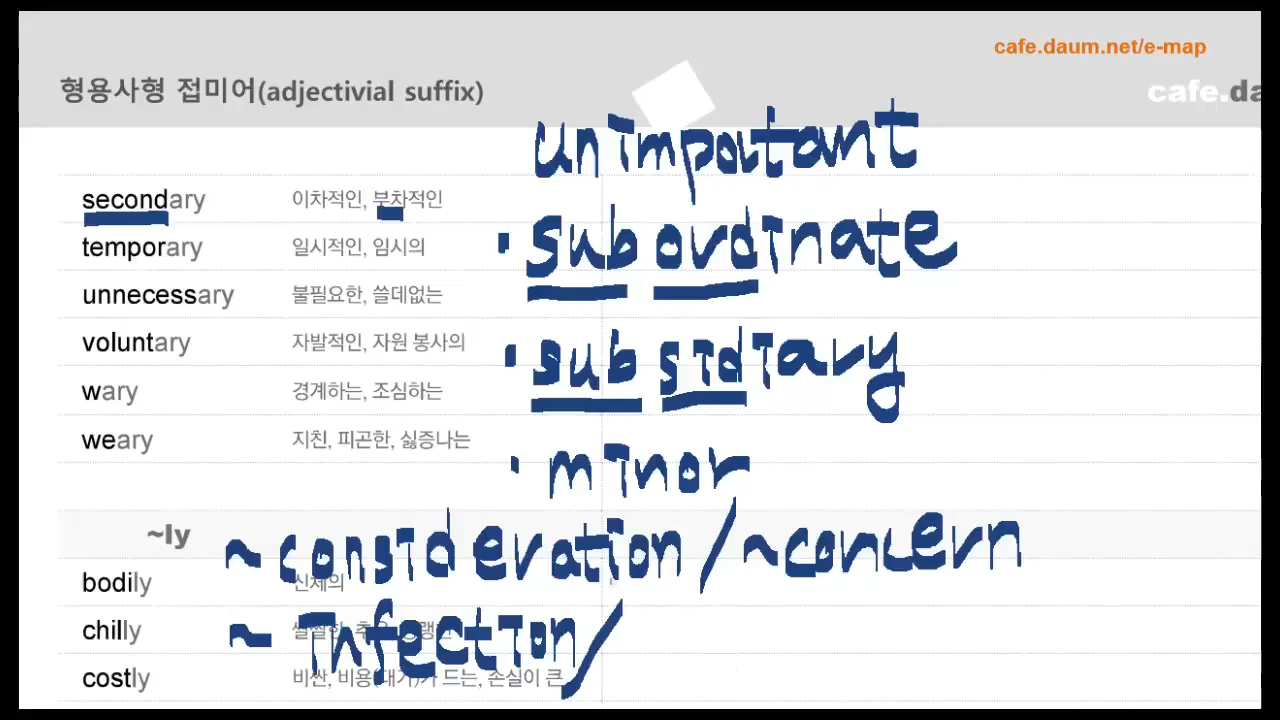 cafe.daum.net/e-map
형용사형 접미어(adjectivial suffix)
cafe.da
unimportant
secondary 이차적인, 부차적인
· subordinate
temporary 일시적인, 임시의
unnecessary 불필요한, 쓸데없는
voluntary 자발적인, 자원 봉사의
· subsidiary
wary 경계하는, 조심하는
weary 지친, 피곤한, 싫증나는
· minor
~ly
~consideration/~concern
bodily 신체의
chilly
~infection/
costly 비싼, 비용(대가)가 드는, 손실이 큰